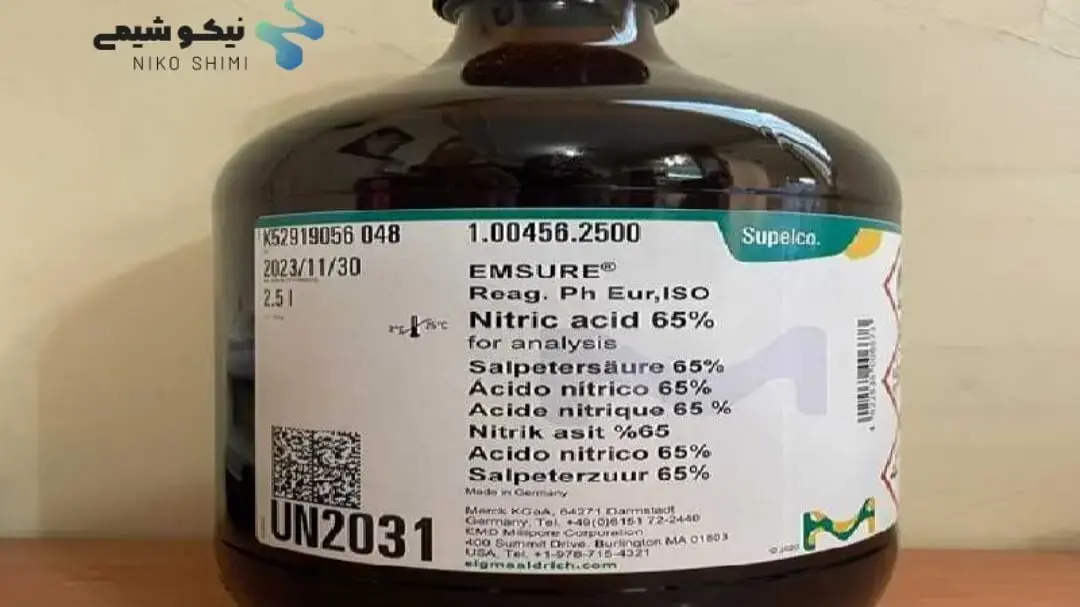 نیکو شیمی
NIKO SHIMI
K52919056 048
1.00456.2500
Supelco.
2023/11/30
2.5 l
EMSURE®
Reag. Ph Eur,ISO
Nitric acid 65%
for analysis
Salpetersäure 65%
Ácido nítrico 65%
Acide nitrique 65 %
Nitrik asit %65
Acido nitrico 65%
Salpeterzuur 65%
Made in Germany
UN2031
Merck KGaA, 64271 Darmstadt
Germany, Tel. +49(0)6151 72-2440
EMD Millipore Corporation
400 Summit Drive, Burlington MA 01803
USA, Tel. +1-978-715-4321
sigmaaldrich.com